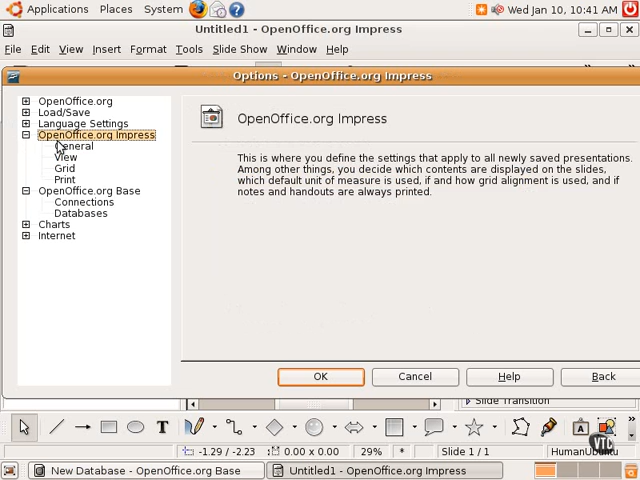 Applications Places System Wed Jan 10, 10:41 AM
Untitled1 - OpenOffice.org Impress
File Edit View Insert Format Tools Slide Show Window Help
Options - OpenOffice.org Impress
OpenOffice.org
Load/Save
Language Settings
OpenOffice.org Impress
General
View
Grid
Print
OpenOffice.org Base
Connections
Databases
Charts
Internet
OpenOffice.org Impress
This is where you define the settings that apply to all newly saved presentations.
Among other things, you decide which contents are displayed on the slides,
which default unit of measure is used, if and how grid alignment is used, and if
notes and handouts are always printed.
OK Cancel Help Back
Slide Transition
-1.29 / -2.23 0.00 x 0.00 29% * Slide 1 / 1 HumanUbuntu
VTC
New Database - OpenOffice.org Base Untitled1 - OpenOffice.org Impress